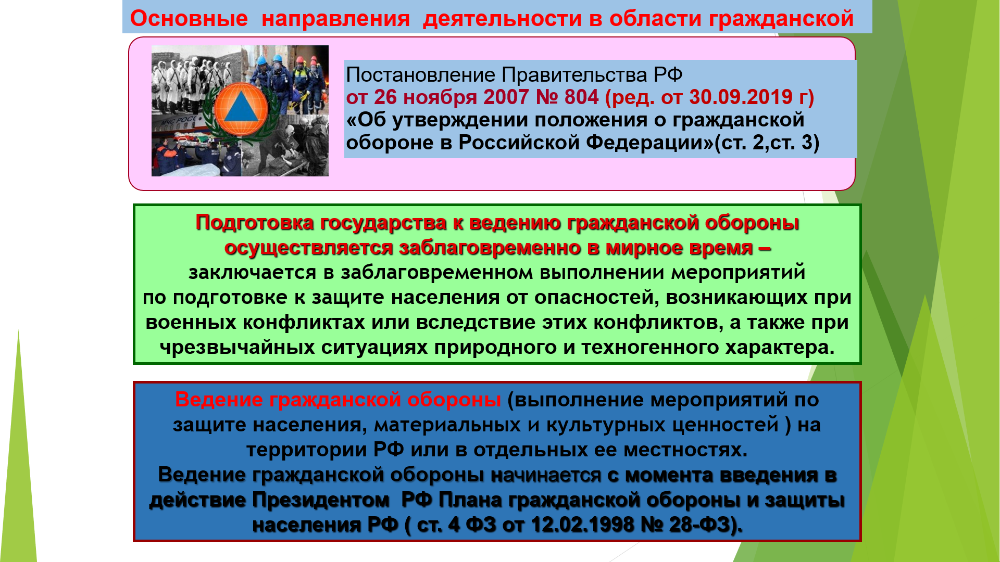 Основные  направления  деятельности в области гражданской
Постановление Правительства РФ
от 26 ноября 2007 № 804 (ред. от 30.09.2019 г)
«Об утверждении положения о гражданской
обороне в Российской Федерации»(ст. 2,ст. 3)
МЧС РОСС
Подготовка государства к ведению гражданской обороны
осуществляется заблаговременно в мирное время –
заключается в заблаговременном выполнении мероприятий
по подготовке к защите населения от опасностей, возникающих при
военных конфликтах или вследствие этих конфликтов, а также при
чрезвычайных ситуациях природного и техногенного характера.
Ведение гражданской обороны (выполнение мероприятий по
защите населения, материальных и культурных ценностей ) на
территории РФ или в отдельных ее местностях.
Ведение гражданской обороны начинается с момента введения в
действие Президентом  РФ Плана гражданской обороны и защиты
населения РФ ( ст. 4 ФЗ от 12.02.1998 № 28-ФЗ).